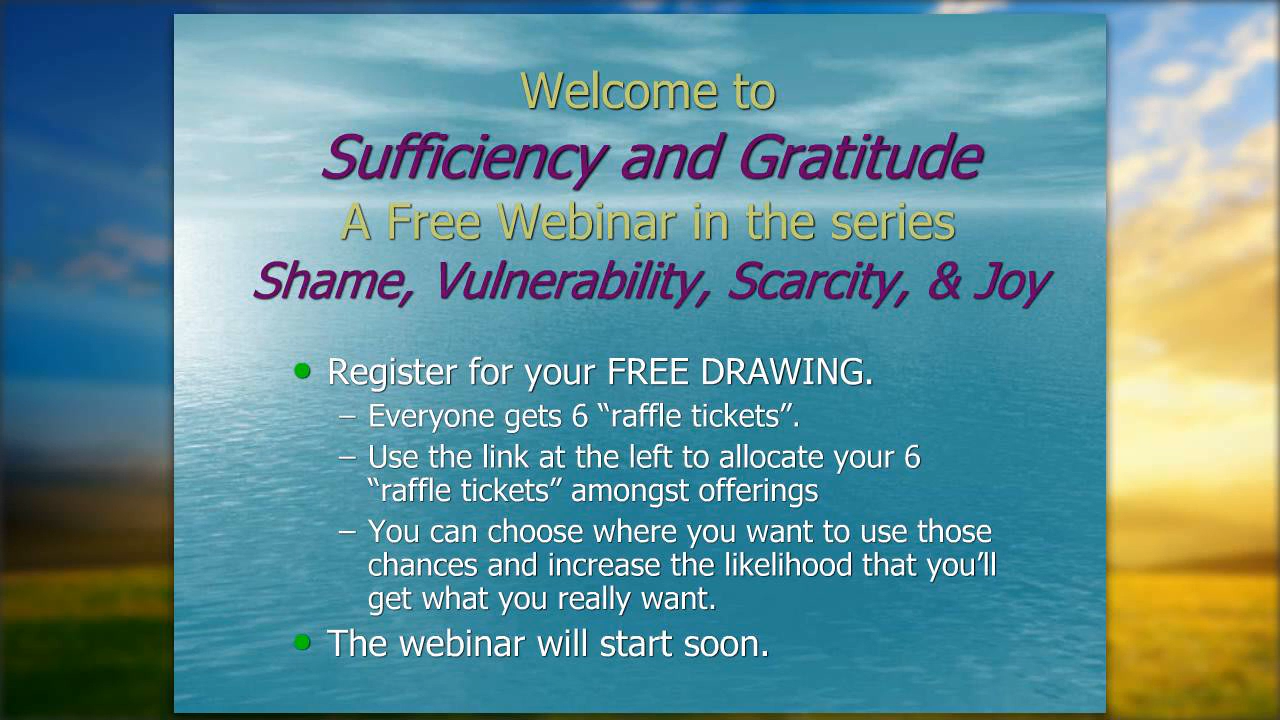 Welcome to
Sufficiency and Gratitude
A Free Webinar in the series
Shame, Vulnerability, Scarcity, & Joy
• Register for your FREE DRAWING.
– Everyone gets 6 “raffle tickets”.
– Use the link at the left to allocate your 6
“raffle tickets” amongst offerings
– You can choose where you want to use those
chances and increase the likelihood that you’ll
get what you really want.
• The webinar will start soon.